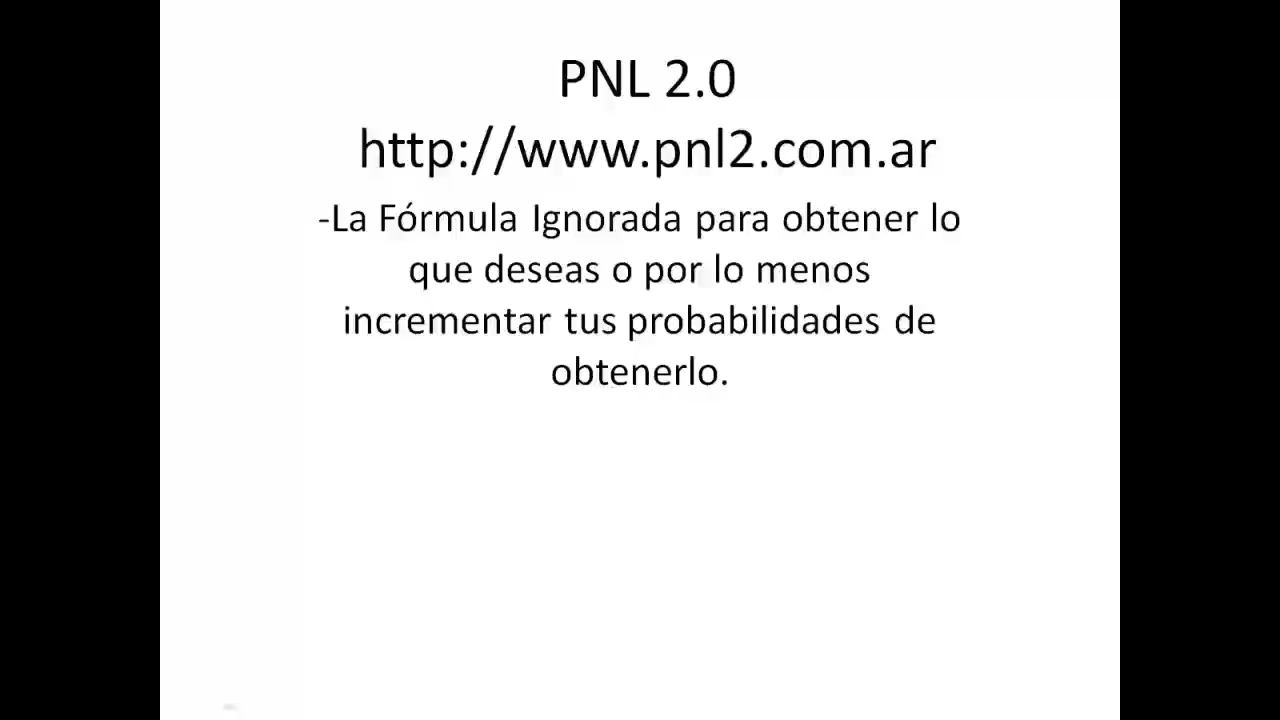 PNL 2.0
http://www.pnl2.com.ar
-La Fórmula Ignorada para obtener lo
que deseas o por lo menos
incrementar tus probabilidades de
obtenerlo.